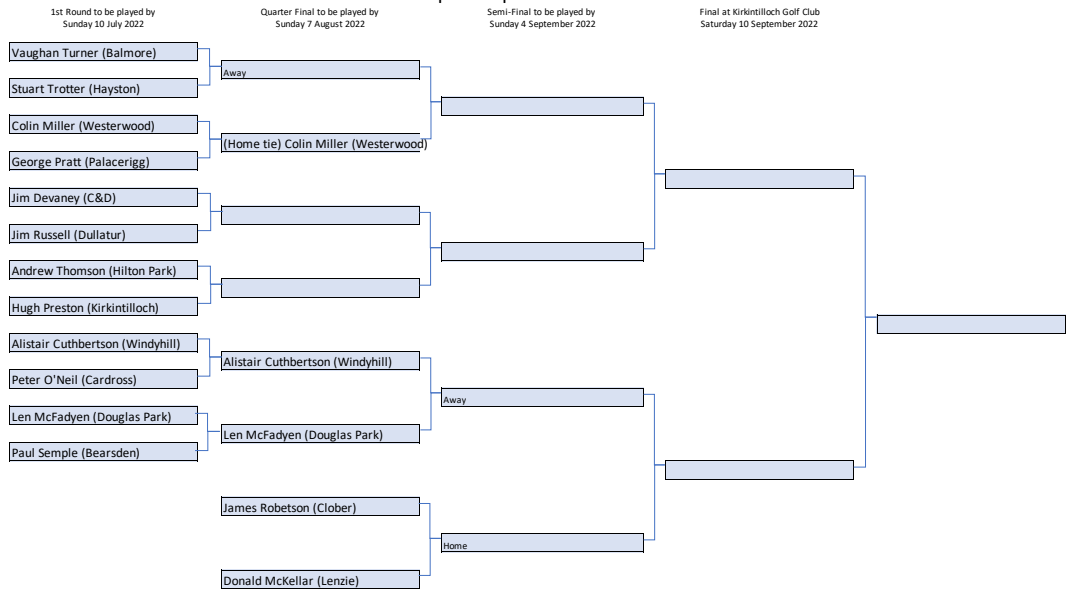 1st Round to be played by
Sunday 10 July 2022
Quarter Final to be played by
Sunday 7 August 2022
Semi-Final to be played by
Sunday 4 September 2022
Final at Kirkintilloch Golf Club
Saturday 10 September 2022
Vaughan Turner (Balmore)
Away
Stuart Trotter (Hayston)
Colin Miller (Westerwood)
(Home tie) Colin Miller (Westerwood)
George Pratt (Palacerigg)
Jim Devaney (C&D)
Jim Russell (Dullatur)
Andrew Thomson (Hilton Park)
Hugh Preston (Kirkintilloch)
Alistair Cuthbertson (Windyhill)
Alistair Cuthbertson (Windyhill)
Peter O'Neil (Cardross)
Away
Len McFadyen (Douglas Park)
Len McFadyen (Douglas Park)
Paul Semple (Bearsden)
James Robetson (Clober)
Home
Donald McKellar (Lenzie)